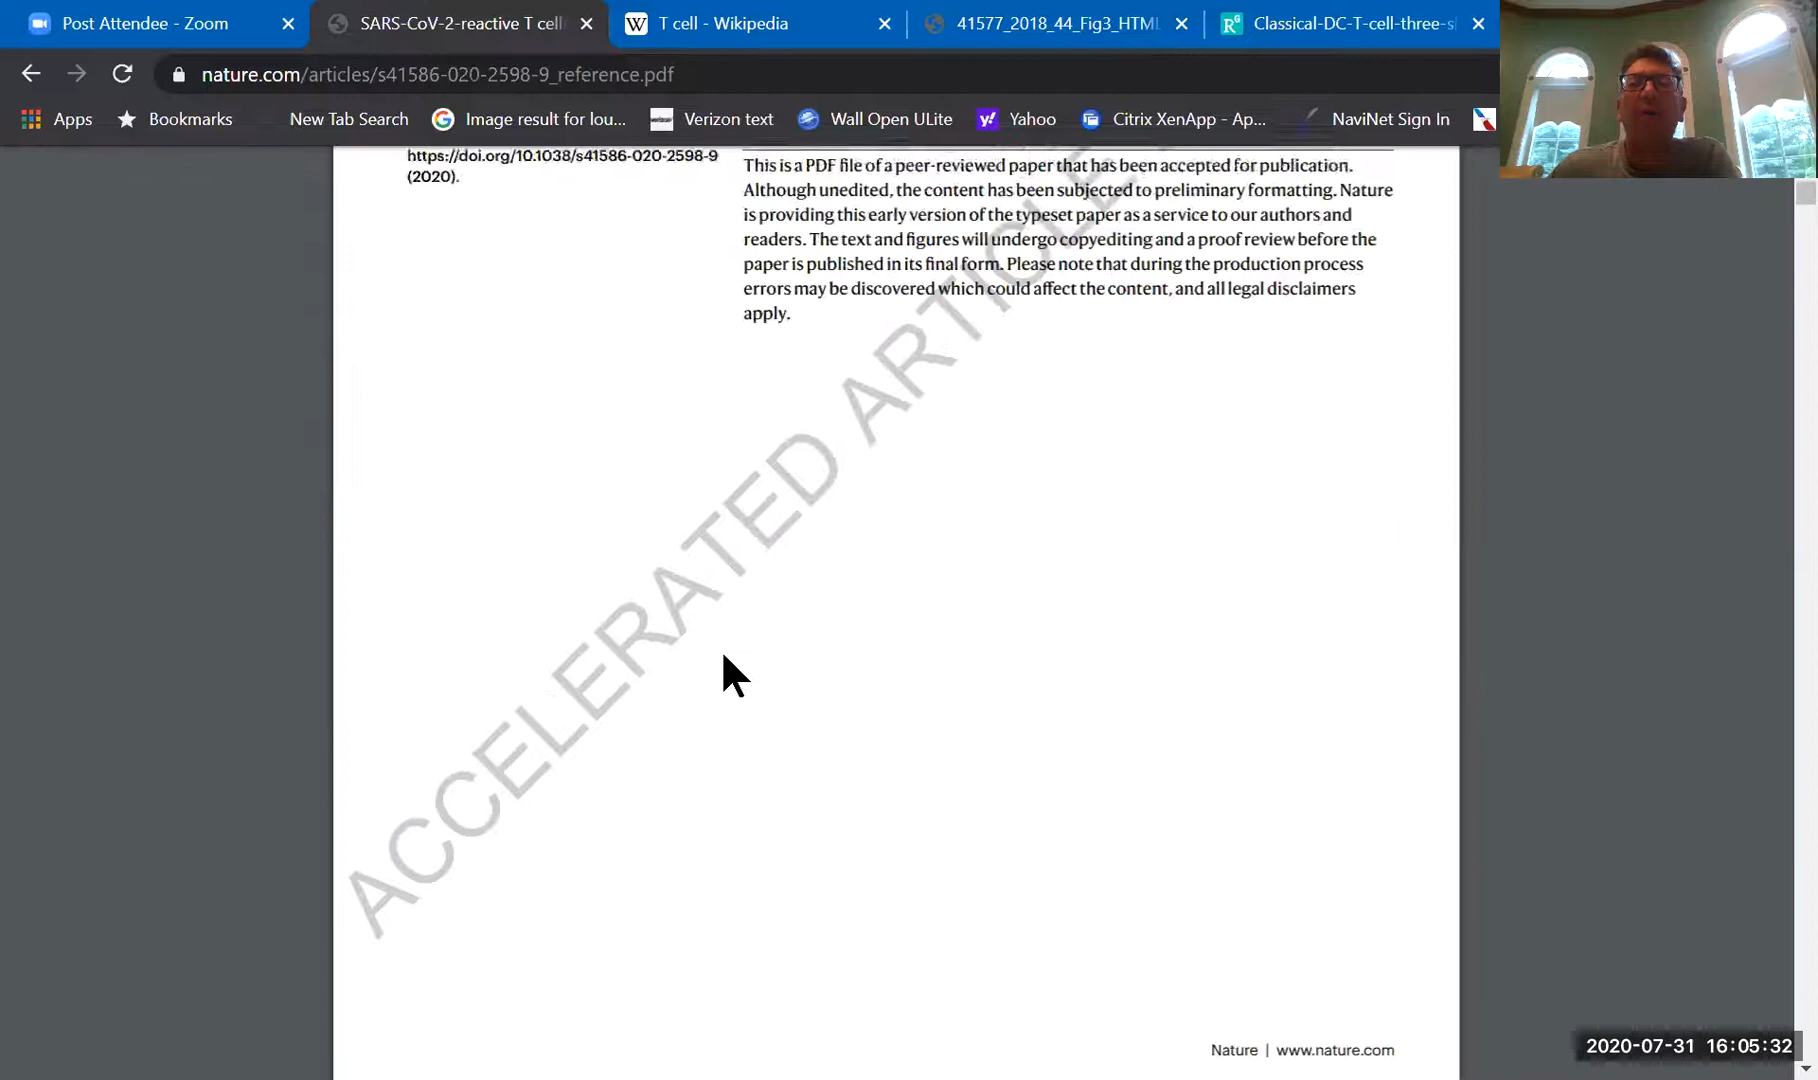 Post Attendee - Zoom
SARS-CoV-2-reactive T cell
T cell - Wikipedia
41577_2018_44_Fig3_HTML
Classical-DC-T-cell-three-s
nature.com/articles/s41586-020-2598-9_reference.pdf
Apps
Bookmarks
New Tab Search
Image result for lou...
Verizon text
Wall Open ULite
Yahoo
Citrix XenApp - Ap...
NaviNet Sign In
https://doi.org/10.1038/s41586-020-2598-9
(2020).
This is a PDF file of a peer-reviewed paper that has been accepted for publication.
Although unedited, the content has been subjected to preliminary formatting. Nature
is providing this early version of the typeset paper as a service to our authors and
readers. The text and figures will undergo copyediting and a proof review before the
paper is published in its final form. Please note that during the production process
errors may be discovered which could affect the content, and all legal disclaimers
apply.
ACCELERATED ARTICLE
Nature | www.nature.com
2020-07-31 16:05:32